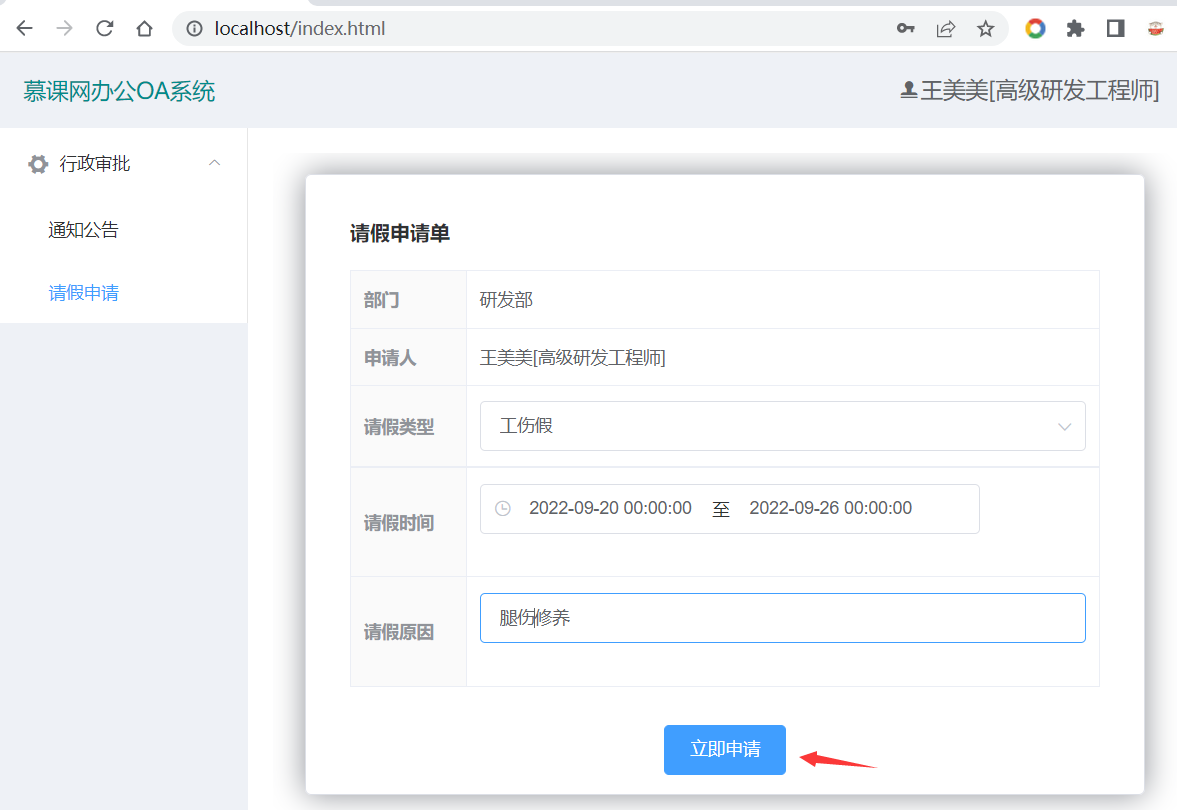 localhost/index.html
慕课网办公OA系统
王美美[高级研发工程师]
行政审批
通知公告
请假申请
请假申请单
部门 研发部
申请人 王美美[高级研发工程师]
请假类型 工伤假
请假时间 2022-09-20 00:00:00 至 2022-09-26 00:00:00
请假原因 腿伤修养
立即申请